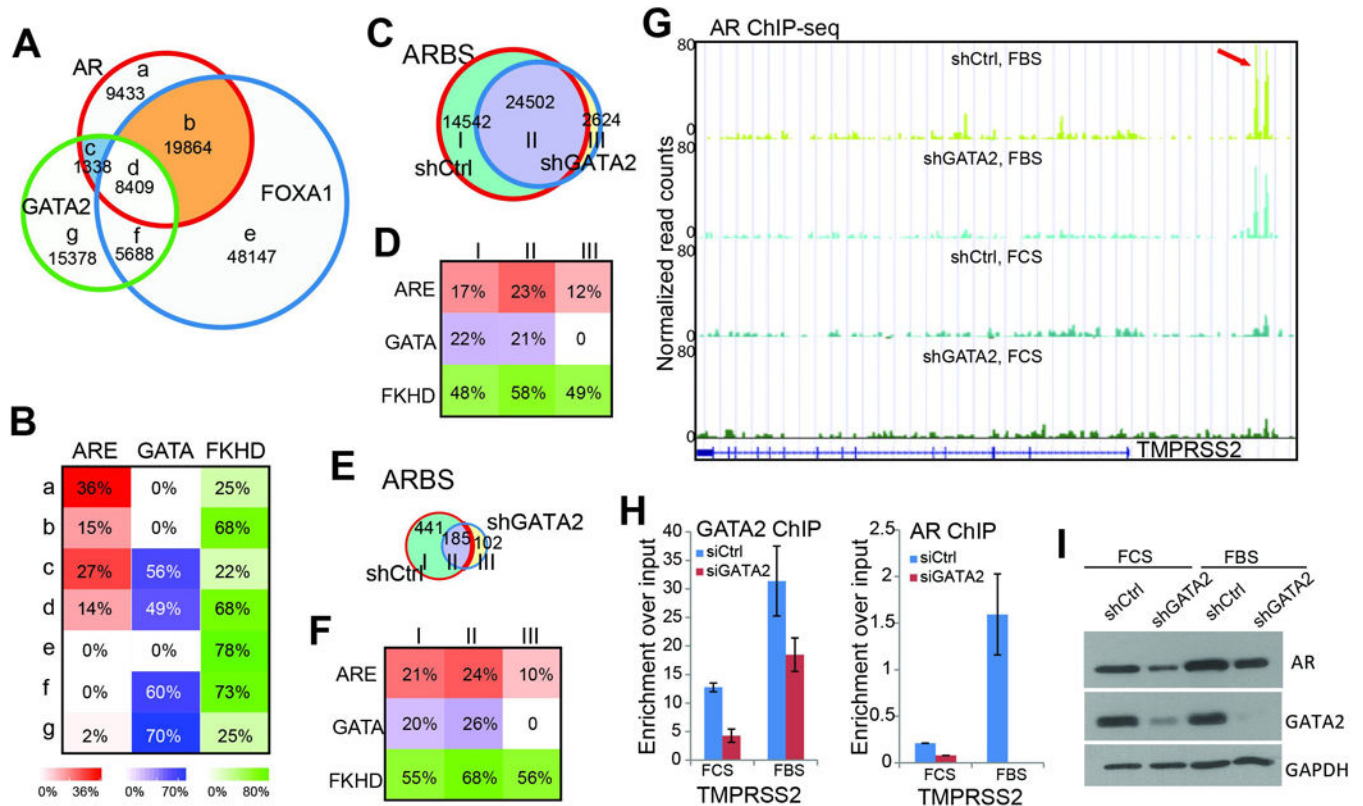 A
AR
a
9433
b
19864
c
1338
d
8409
GATA2
FOXA1
g
15378
f
5688
e
48147
B
ARE GATA FKHD
a 36% 0% 25%
b 15% 0% 68%
c 27% 56% 22%
d 14% 49% 68%
e 0% 0% 78%
f 0% 60% 73%
g 2% 70% 25%
0% 36% 0% 70% 0% 80%
C
ARBS
24502
14542 2624
I II III
shCtrl shGATA2
D
I II III
ARE 17% 23% 12%
GATA 22% 21% 0
FKHD 48% 58% 49%
E
ARBS
shGATA2
441 185 102
I II III
shCtrl
F
I II III
ARE 21% 24% 10%
GATA 20% 26% 0
FKHD 55% 68% 56%
G
AR ChIP-seq
Normalized read counts
80
shCtrl, FBS
0
80
shGATA2, FBS
0
80
shCtrl, FCS
0
80
shGATA2, FCS
0
TMPRSS2
H
GATA2 ChIP
siCtrl
siGATA2
Enrichment over input
40
35
30
25
20
15
10
5
0
FCS FBS
TMPRSS2
AR ChIP
siCtrl
siGATA2
Enrichment over input
2.5
2
1.5
1
0.5
0
FCS FBS
TMPRSS2
I
FCS FBS
shCtrl shGATA2 shCtrl shGATA2
AR
GATA2
GAPDH